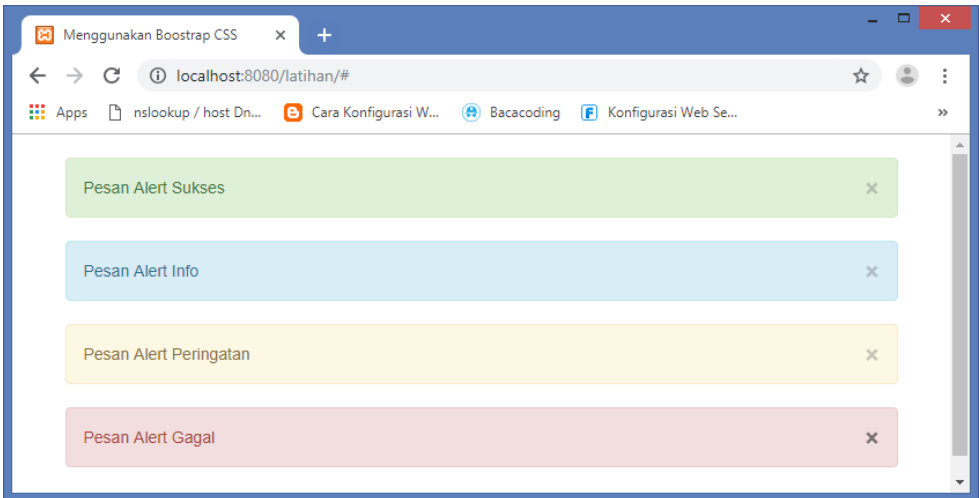 Menggunakan Boostrap CSS
localhost:8080/latihan/#
Apps nslookup / host Dn... Cara Konfigurasi W... Bacacoding Konfigurasi Web Se... »
Pesan Alert Sukses ×
Pesan Alert Info ×
Pesan Alert Peringatan ×
Pesan Alert Gagal ×